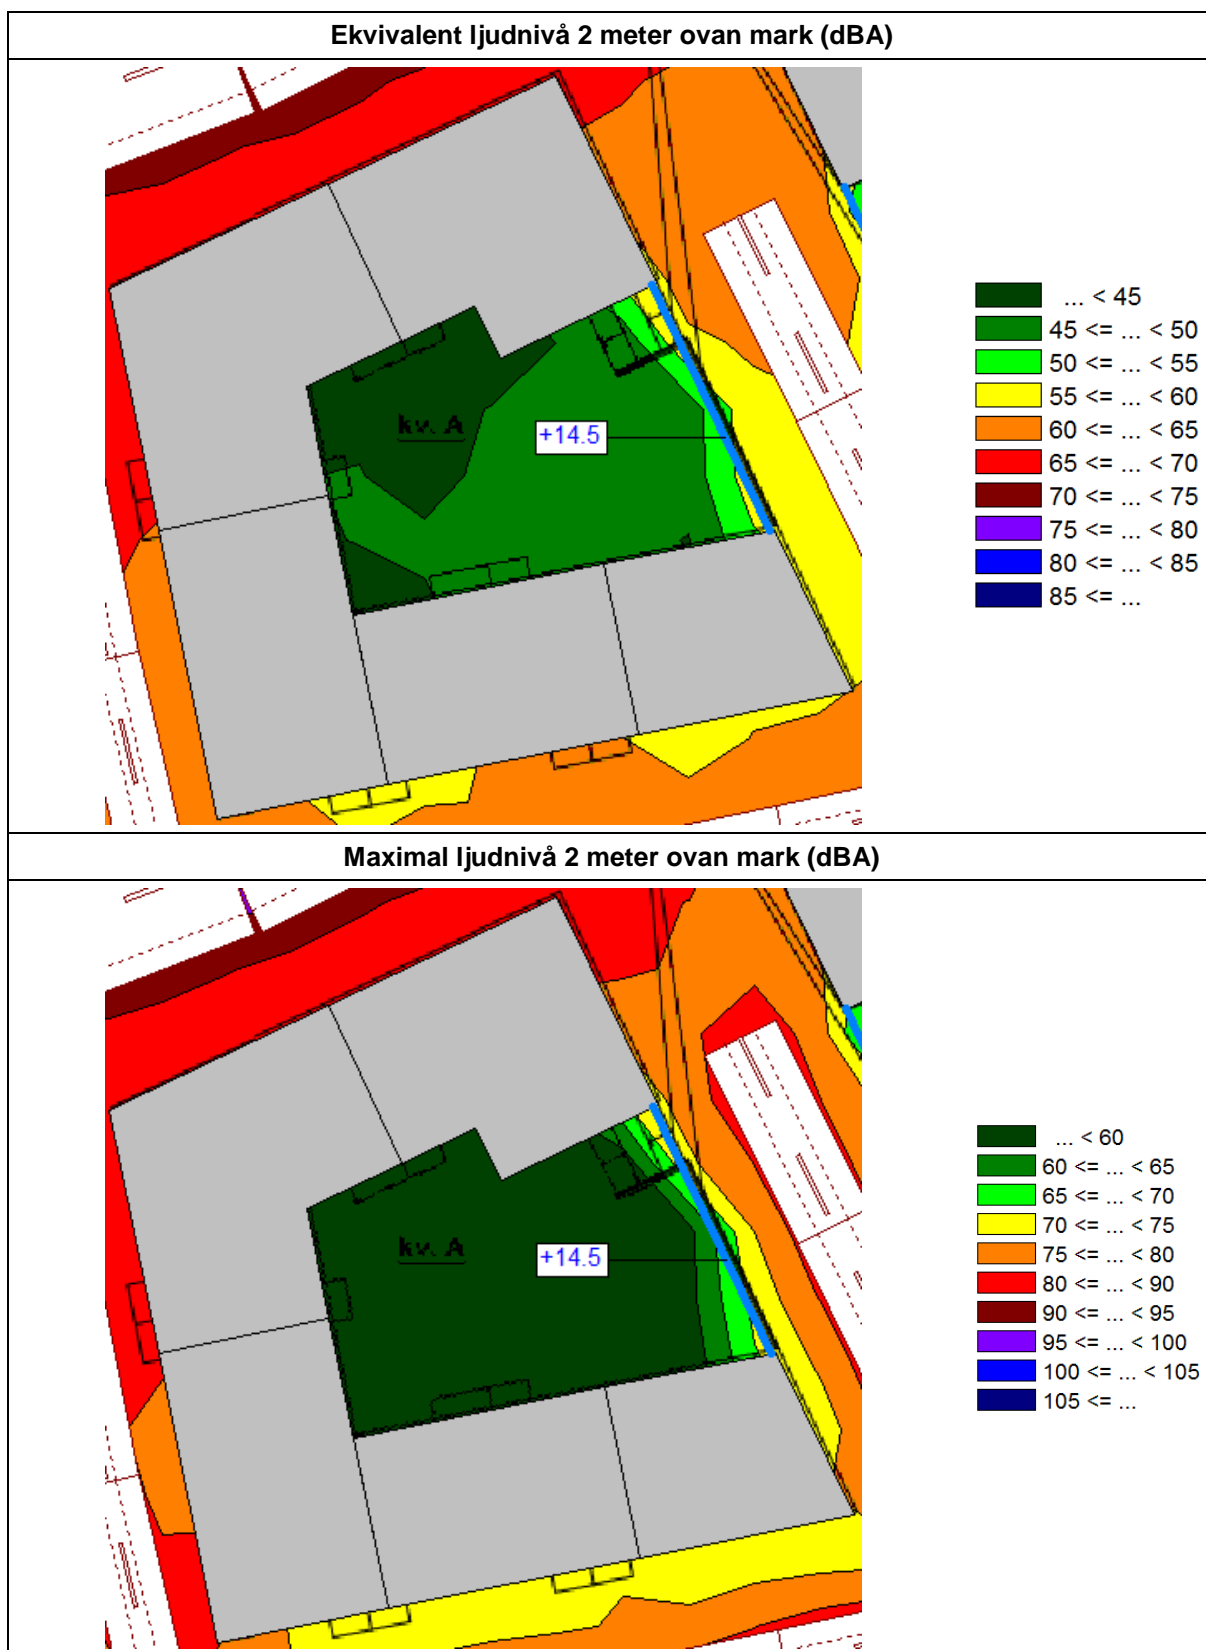 Ekvivalent ljudnivå 2 meter ovan mark (dBA)
kv. A
+14.5
... < 45
45 <= ... < 50
50 <= ... < 55
55 <= ... < 60
60 <= ... < 65
65 <= ... < 70
70 <= ... < 75
75 <= ... < 80
80 <= ... < 85
85 <= ...
Maximal ljudnivå 2 meter ovan mark (dBA)
kv. A
+14.5
... < 60
60 <= ... < 65
65 <= ... < 70
70 <= ... < 75
75 <= ... < 80
80 <= ... < 90
90 <= ... < 95
95 <= ... < 100
100 <= ... < 105
105 <= ...